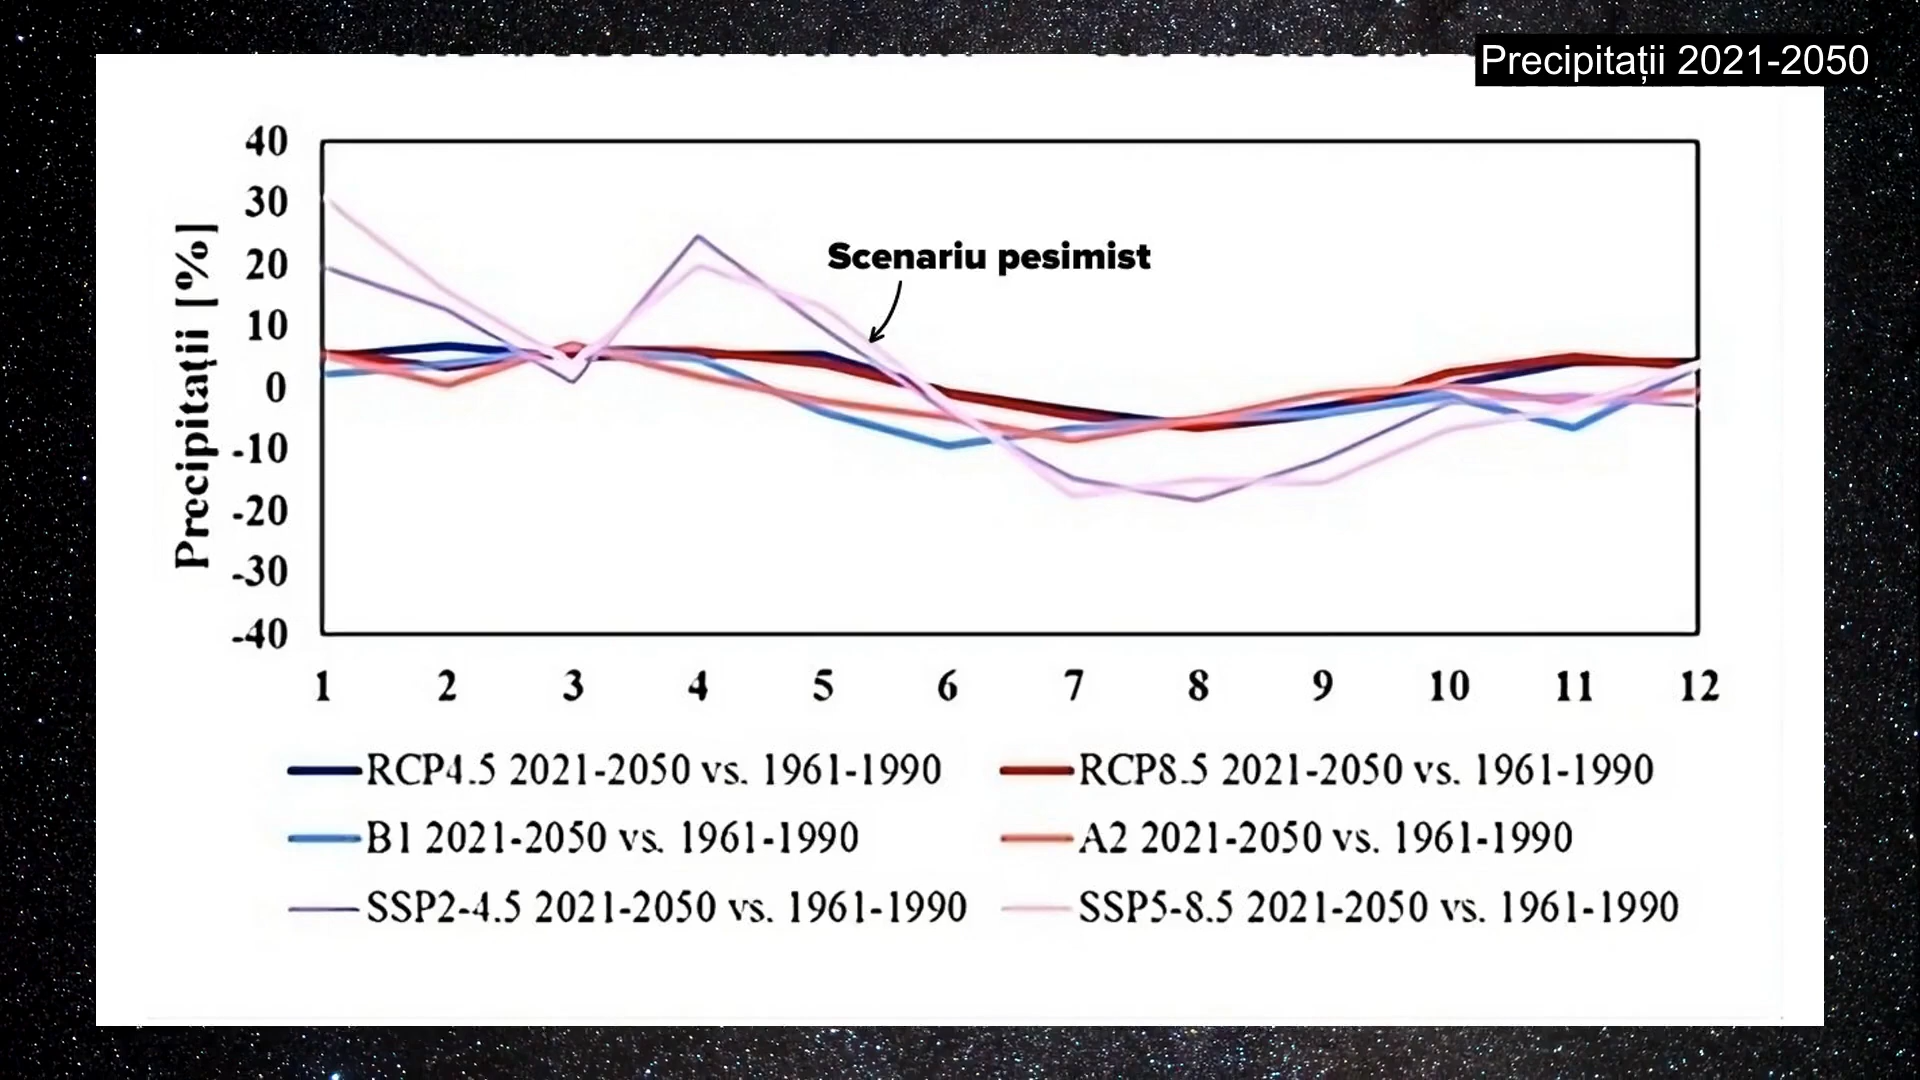 Precipitații 2021-2050
40
30
20
10
0
-10
-20
-30
-40
Precipitații [%]
Scenariu pesimist
1 2 3 4 5 6 7 8 9 10 11 12
RCP4.5 2021-2050 vs. 1961-1990
RCP8.5 2021-2050 vs. 1961-1990
B1 2021-2050 vs. 1961-1990
A2 2021-2050 vs. 1961-1990
SSP2-4.5 2021-2050 vs. 1961-1990
SSP5-8.5 2021-2050 vs. 1961-1990